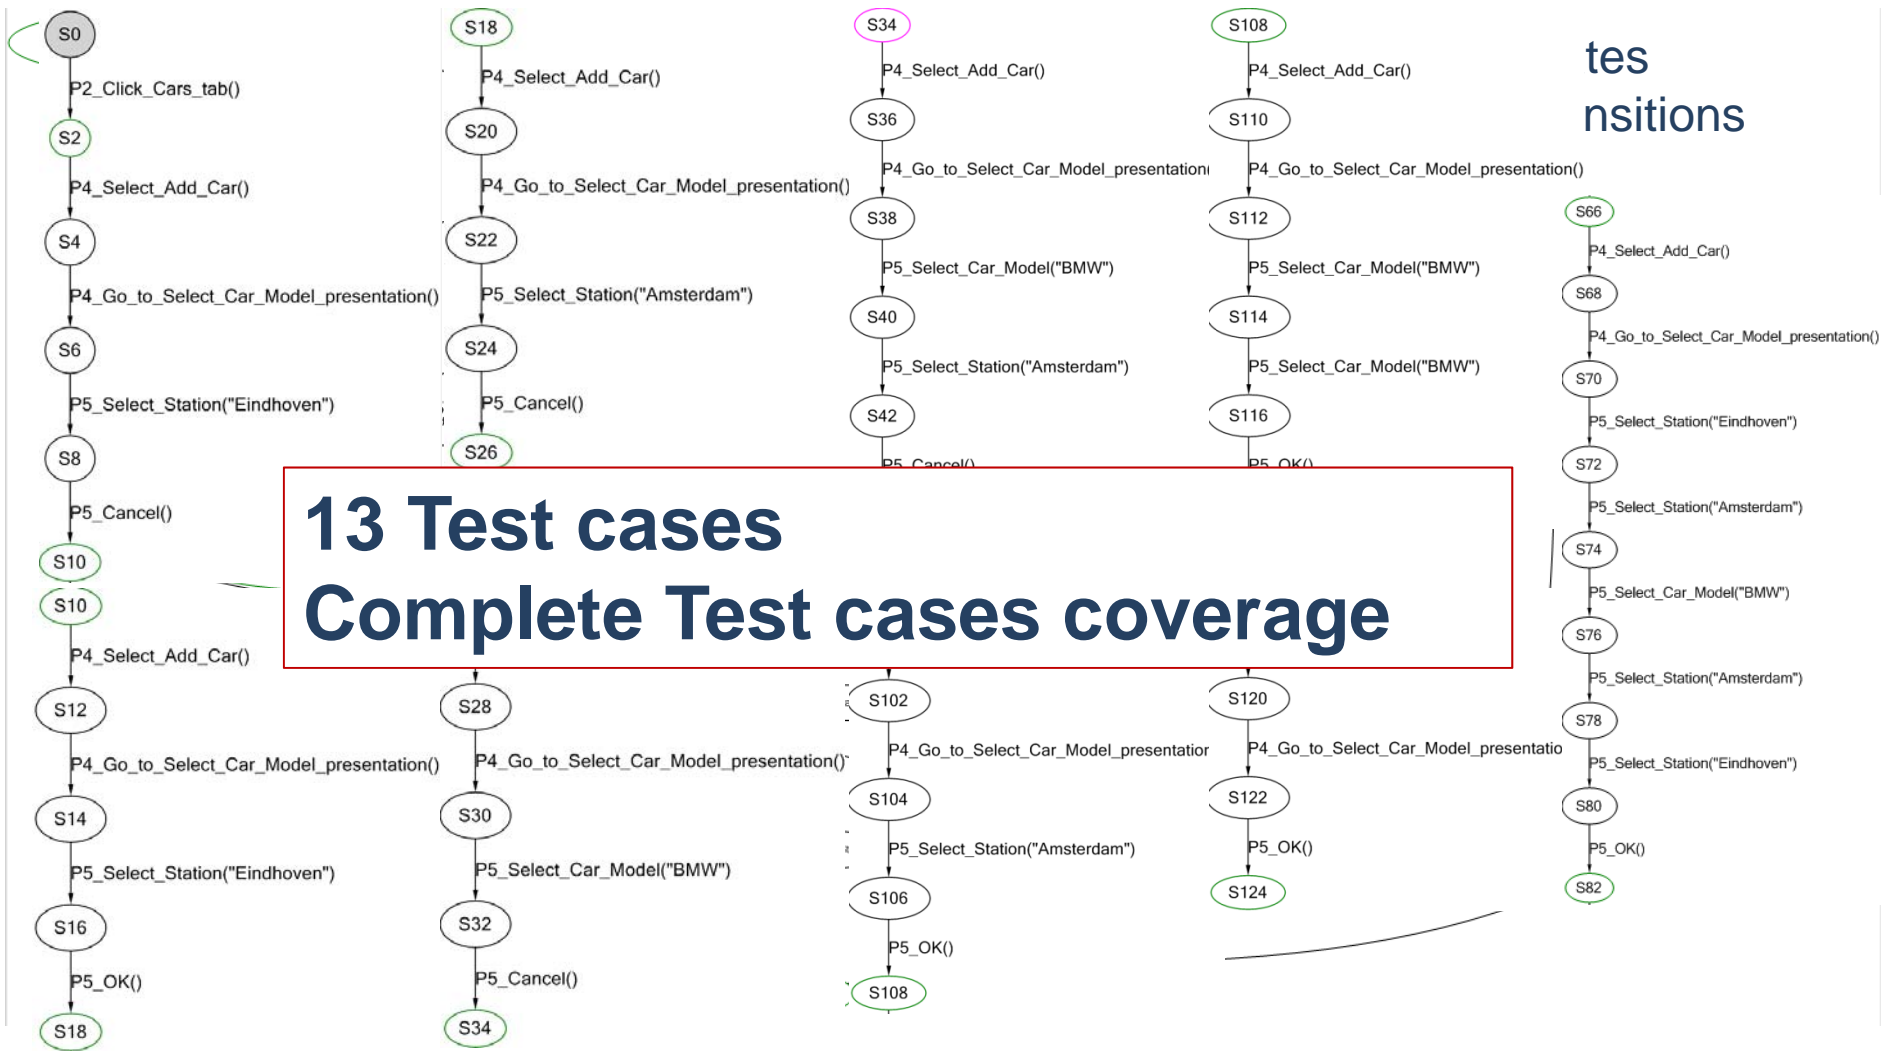 S0
P2_Click_Cars_tab()
S2
P4_Select_Add_Car()
S4
P4_Go_to_Select_Car_Model_presentation()
S6
P5_Select_Station("Eindhoven")
S8
P5_Cancel()
S10
S10
P4_Select_Add_Car()
S12
P4_Go_to_Select_Car_Model_presentation()
S14
P5_Select_Station("Eindhoven")
S16
P5_OK()
S18
S18
P4_Select_Add_Car()
S20
P4_Go_to_Select_Car_Model_presentation()
S22
P5_Select_Station("Amsterdam")
S24
P5_Cancel()
S26
S28
P4_Go_to_Select_Car_Model_presentation()
S30
P5_Select_Car_Model("BMW")
S32
P5_Cancel()
S34
S34
P4_Select_Add_Car()
S36
P4_Go_to_Select_Car_Model_presentation(
S38
P5_Select_Car_Model("BMW")
S40
P5_Select_Station("Amsterdam")
S42
P5_Cancel()
S102
P4_Go_to_Select_Car_Model_presentation
S104
P5_Select_Station("Amsterdam")
S106
P5_OK()
S108
S108
P4_Select_Add_Car()
S110
P4_Go_to_Select_Car_Model_presentation()
S112
P5_Select_Car_Model("BMW")
S114
P5_Select_Car_Model("BMW")
S116
P5_OK()
S120
P4_Go_to_Select_Car_Model_presentatio
S122
P5_OK()
S124
tes
nsitions
S66
P4_Select_Add_Car()
S68
P4_Go_to_Select_Car_Model_presentation()
S70
P5_Select_Station("Eindhoven")
S72
P5_Select_Station("Amsterdam")
S74
P5_Select_Car_Model("BMW")
S76
P5_Select_Station("Amsterdam")
S78
P5_Select_Station("Eindhoven")
S80
P5_OK()
S82
13 Test cases
Complete Test cases coverage